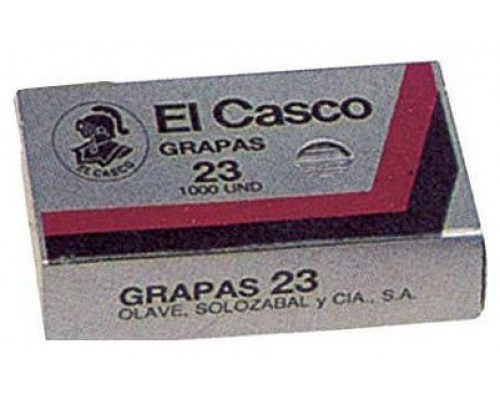 El Casco
GRAPAS
23
1000 UND
EL CASCO
GRAPAS 23
OLAVE, SOLOZABAL y CIA., S.A.